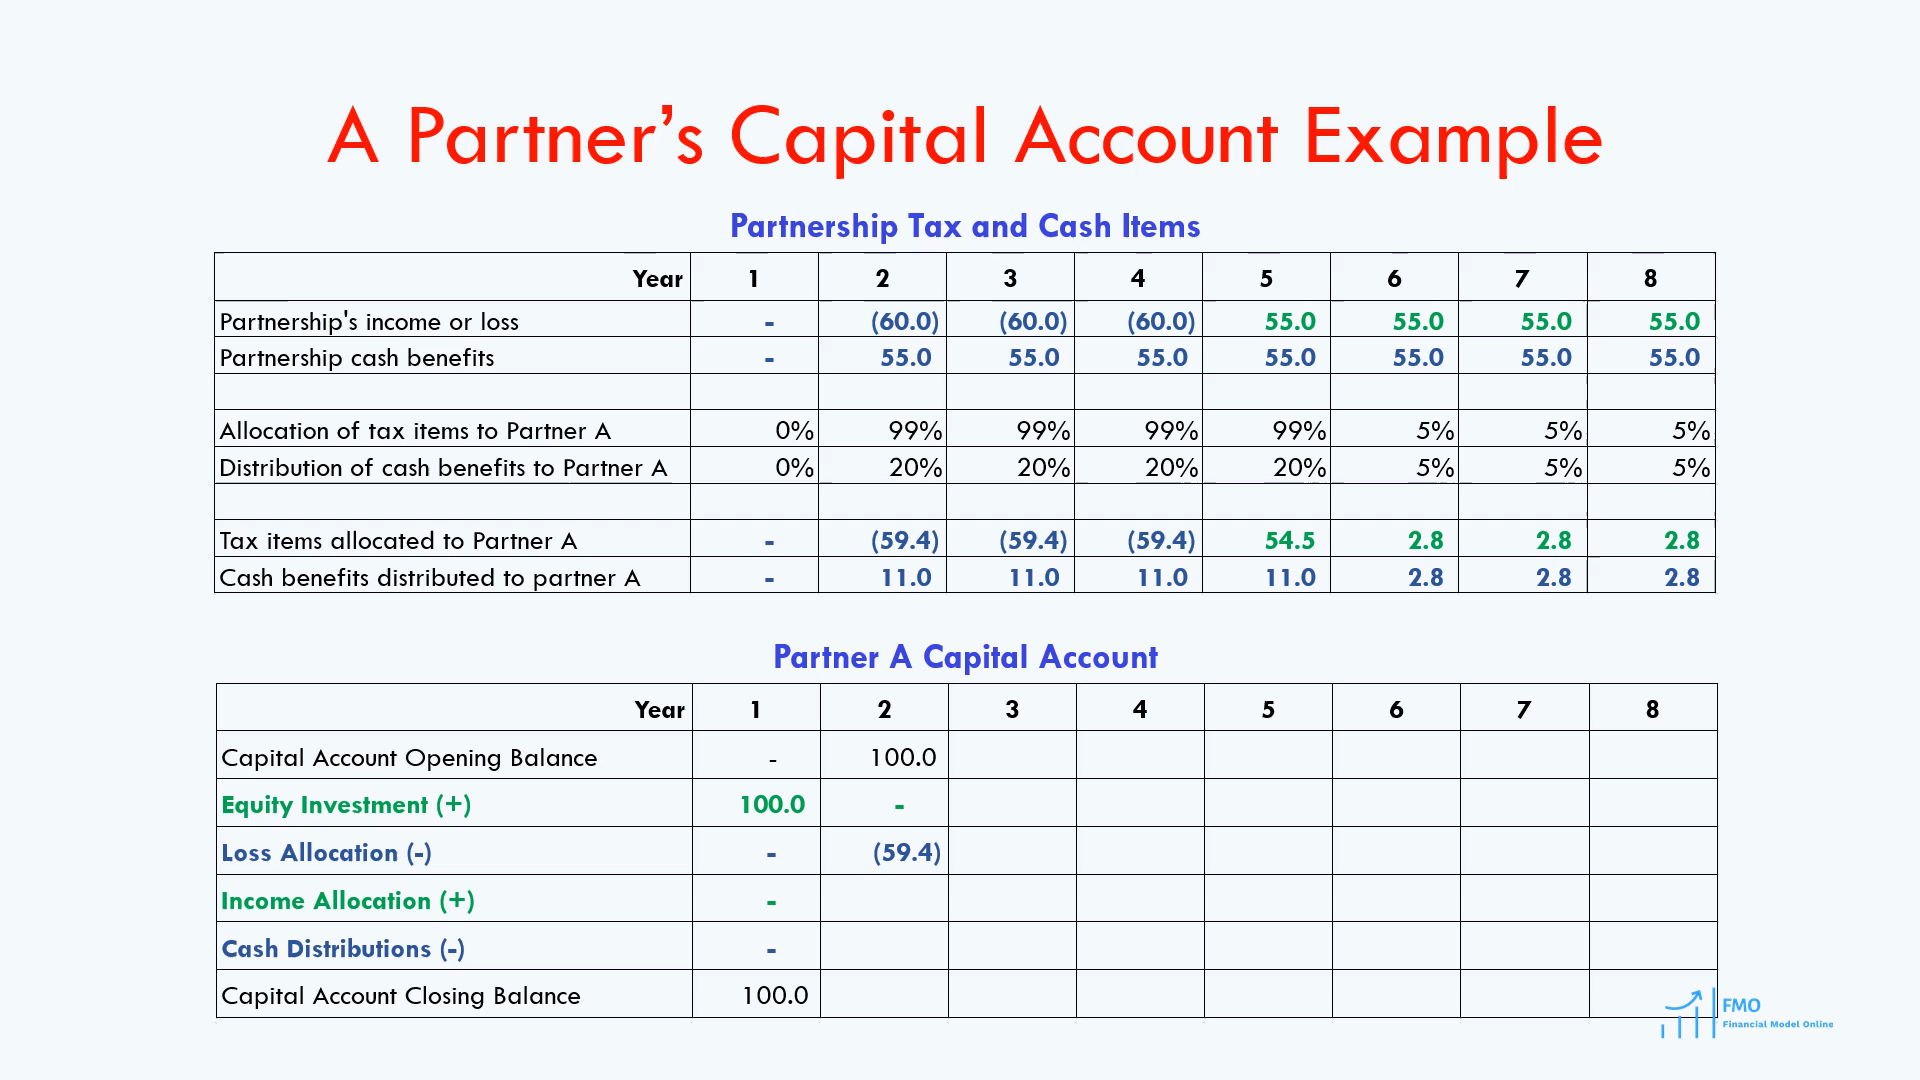 A Partner’s Capital Account Example
Partnership Tax and Cash Items
Year 1 2 3 4 5 6 7 8
Partnership's income or loss - (60.0) (60.0) (60.0) 55.0 55.0 55.0 55.0
Partnership cash benefits - 55.0 55.0 55.0 55.0 55.0 55.0 55.0
Allocation of tax items to Partner A 0% 99% 99% 99% 99% 5% 5% 5%
Distribution of cash benefits to Partner A 0% 20% 20% 20% 20% 5% 5% 5%
Tax items allocated to Partner A - (59.4) (59.4) (59.4) 54.5 2.8 2.8 2.8
Cash benefits distributed to partner A - 11.0 11.0 11.0 11.0 2.8 2.8 2.8
Partner A Capital Account
Year 1 2 3 4 5 6 7 8
Capital Account Opening Balance - 100.0
Equity Investment (+) 100.0 -
Loss Allocation (-) - (59.4)
Income Allocation (+) -
Cash Distributions (-) -
Capital Account Closing Balance 100.0
FMO
Financial Model Online